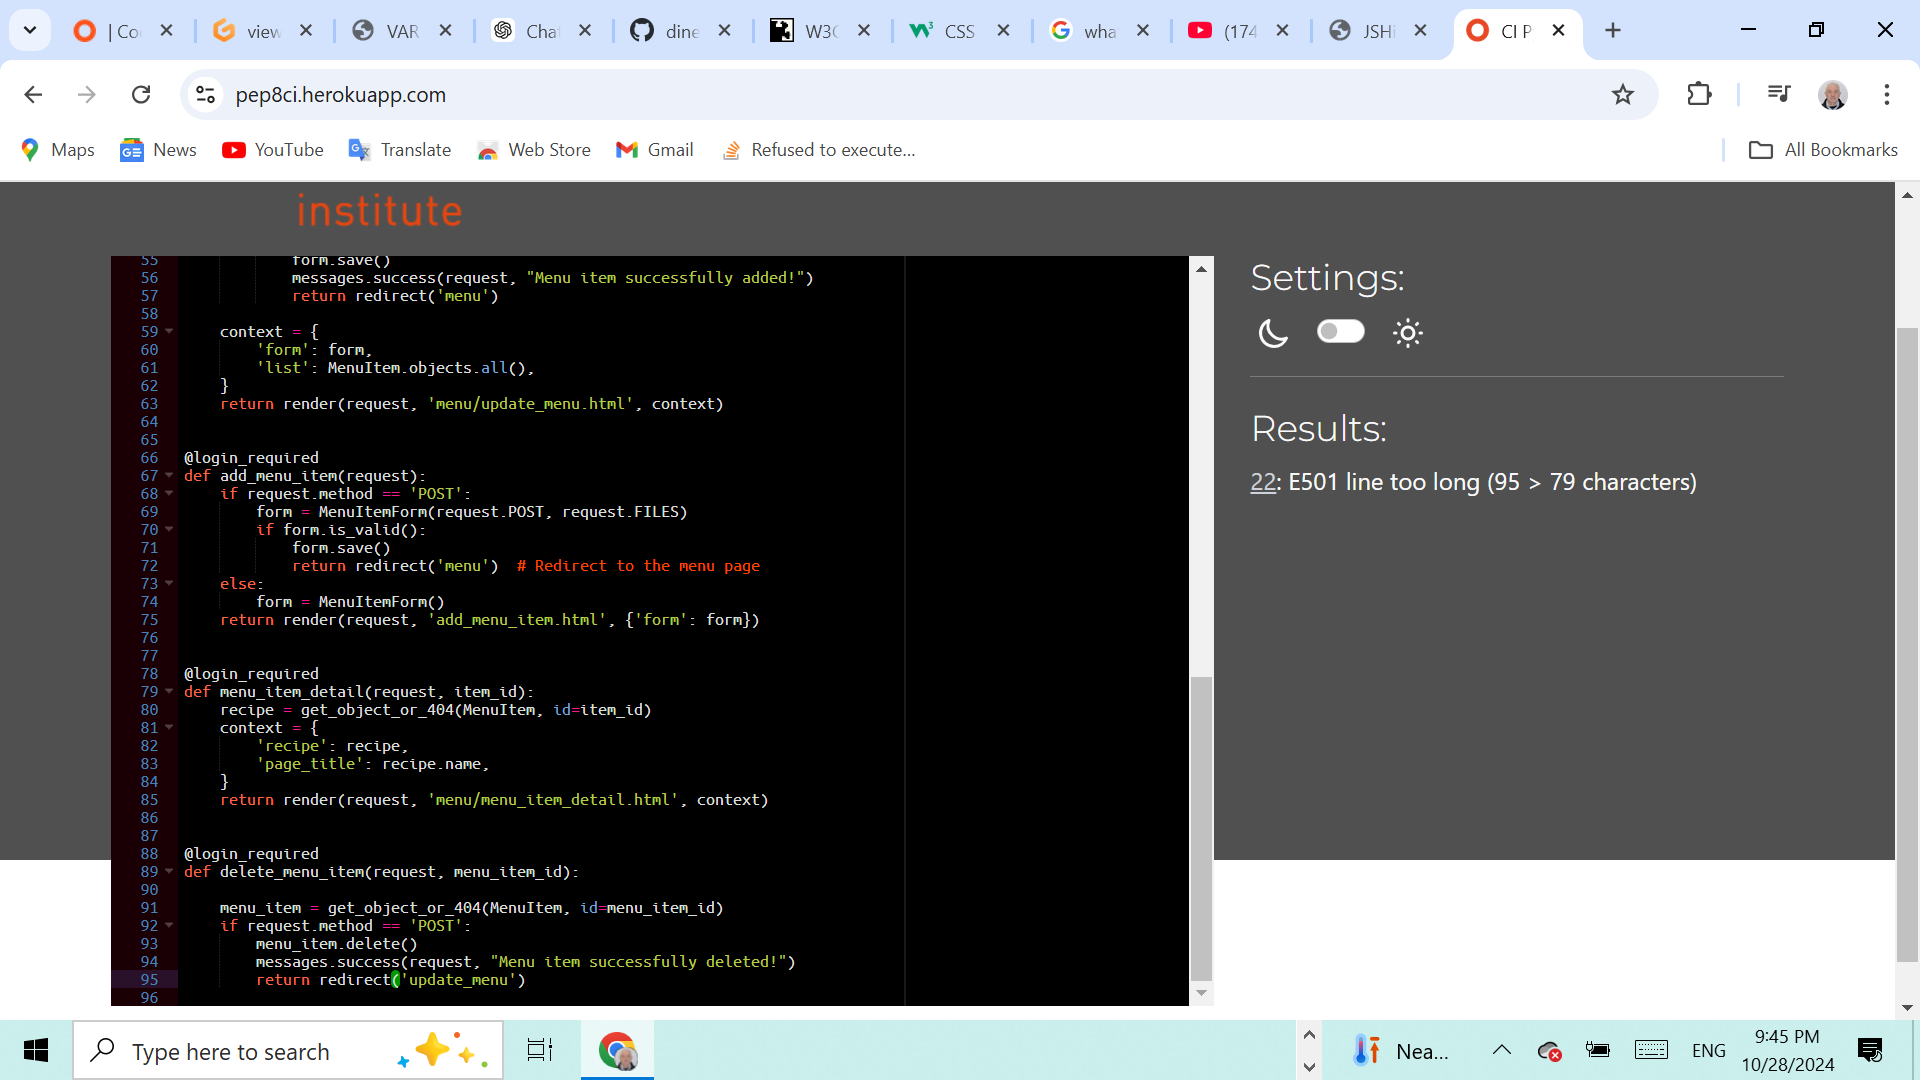 | Co
view
VAR
Cha
dine
W3C
CSS
wha
(174
JSHi
CI P
pep8ci.herokuapp.com
Maps
News
YouTube
Translate
Web Store
Gmail
Refused to execute...
All Bookmarks
institute
55 form.save()
56 messages.success(request, "Menu item successfully added!")
57 return redirect('menu')
58
59 context = {
60 'form': form,
61 'list': MenuItem.objects.all(),
62 }
63 return render(request, 'menu/update_menu.html', context)
64
65
66 @login_required
67 def add_menu_item(request):
68 if request.method == 'POST':
69 form = MenuItemForm(request.POST, request.FILES)
70 if form.is_valid():
71 form.save()
72 return redirect('menu')  # Redirect to the menu page
73 else:
74 form = MenuItemForm()
75 return render(request, 'add_menu_item.html', {'form': form})
76
77
78 @login_required
79 def menu_item_detail(request, item_id):
80 recipe = get_object_or_404(MenuItem, id=item_id)
81 context = {
82 'recipe': recipe,
83 'page_title': recipe.name,
84 }
85 return render(request, 'menu/menu_item_detail.html', context)
86
87
88 @login_required
89 def delete_menu_item(request, menu_item_id):
90
91 menu_item = get_object_or_404(MenuItem, id=menu_item_id)
92 if request.method == 'POST':
93 menu_item.delete()
94 messages.success(request, "Menu item successfully deleted!")
95 return redirect('update_menu')
96
Settings:
Results:
22: E501 line too long (95 > 79 characters)
Type here to search
Nea...
ENG
9:45 PM
10/28/2024